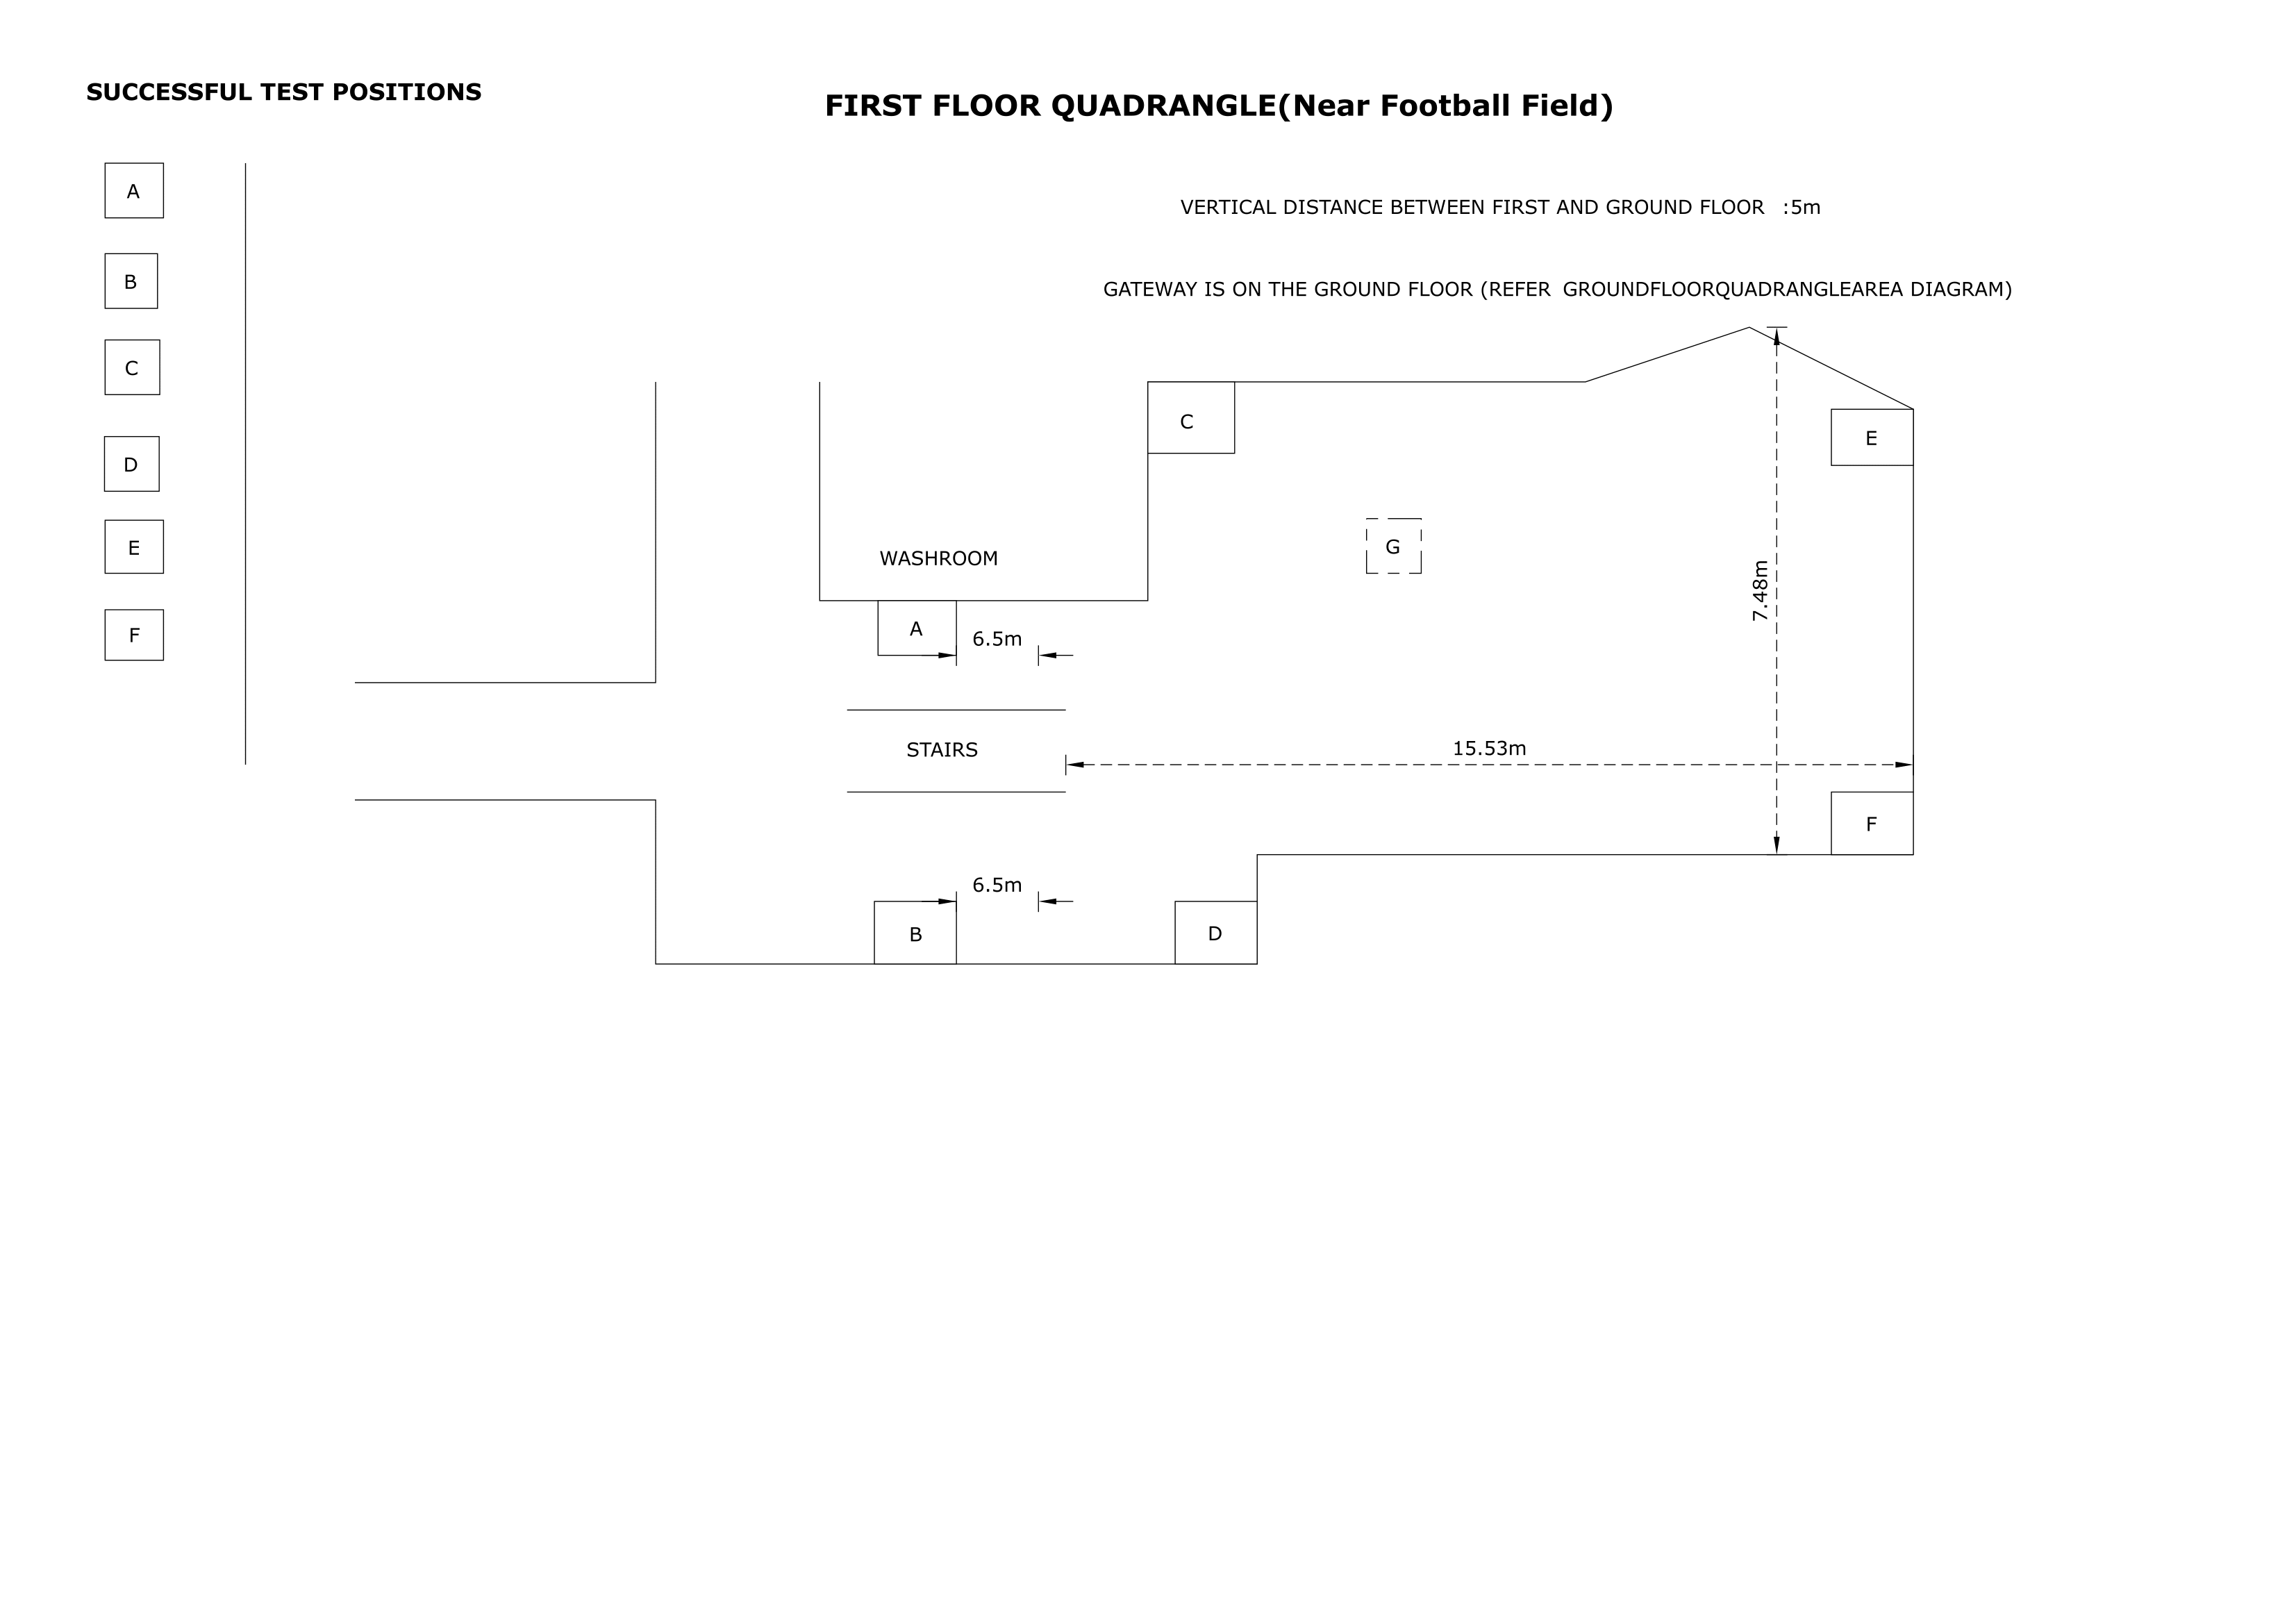 SUCCESSFUL TEST POSITIONS
FIRST FLOOR QUADRANGLE(Near Football Field)
A
VERTICAL DISTANCE BETWEEN FIRST AND GROUND FLOOR :5m
B
GATEWAY IS ON THE GROUND FLOOR (REFER GROUNDFLOORQUADRANGLEAREA DIAGRAM)
C
D
E
F
C
E
G
WASHROOM
7.48m
A
6.5m
STAIRS
15.53m
F
6.5m
B
D